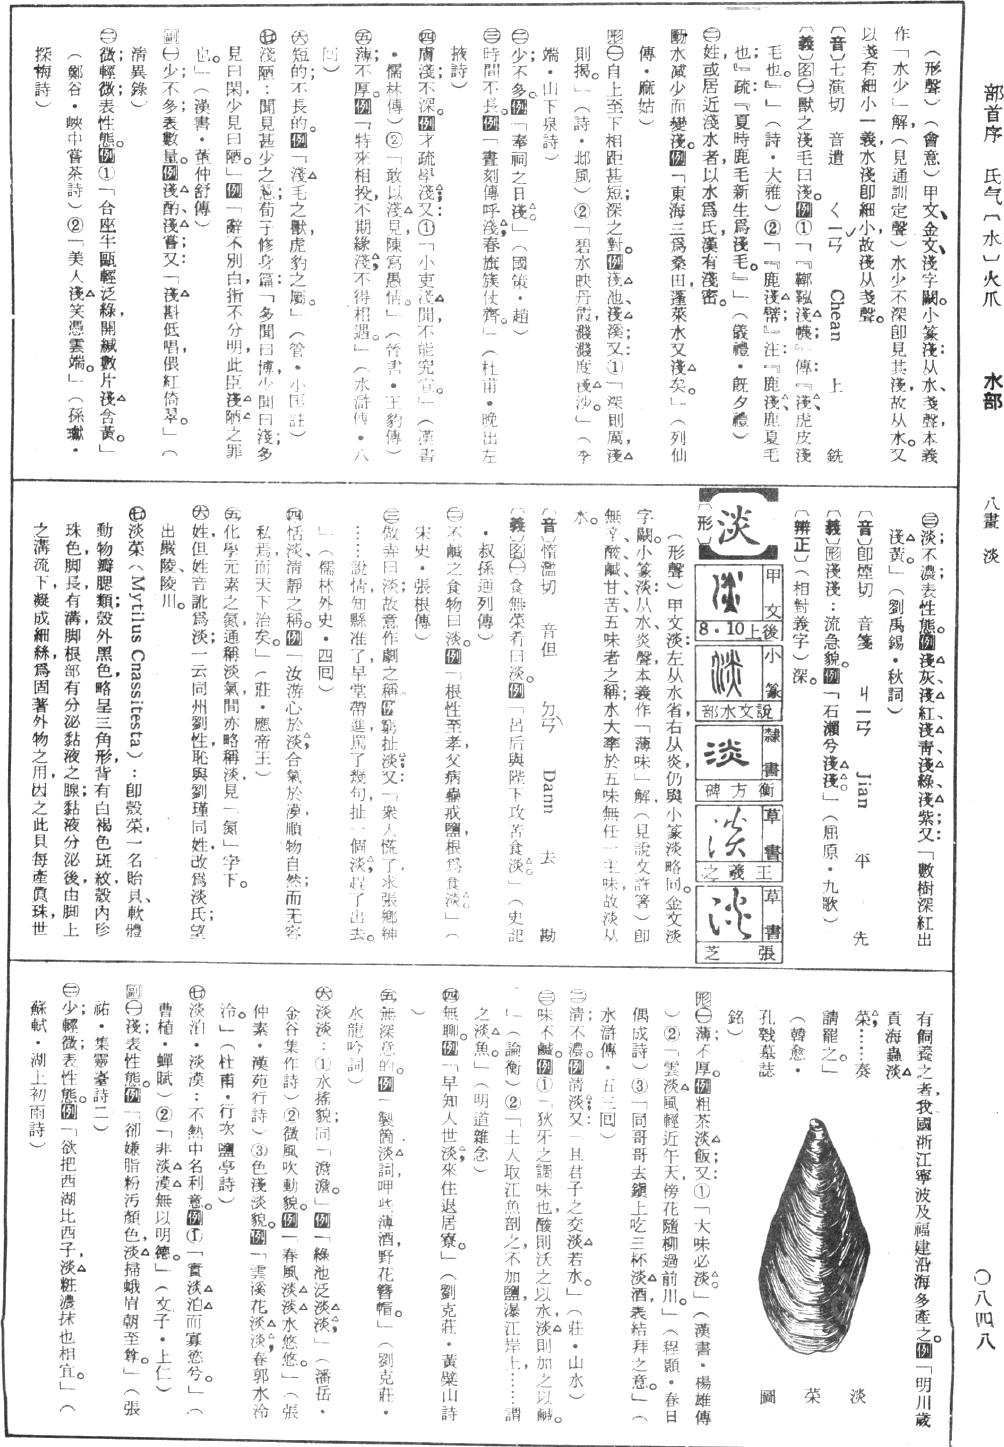 部首序　氏气〔水〕火爪　水部　八畫　淡　〇八四八
（形聲）（會意）甲文、金文淺字闕。小篆淺：从水，戔聲，本義
作「水少」解（見通訓定聲）水少不深卽見其淺，故从水。又
以戔有細小一義，水淺卽細小，故淺从戔聲。
〔音〕七演切　音遣　ㄑㄧㄢˇ　Chean　上　銑
〔義〕名㊀獸之淺毛曰淺。例①「『鞹鞃淺幭』傳『淺，虎皮淺
毛也。』」（詩・大雅）②「『鹿淺幦』注：『鹿淺，鹿夏毛
也』疏『夏時鹿毛新生爲淺毛。』」（儀禮・旣夕禮）
㊁姓或居近淺水者以水爲氏，漢有淺密。
動水減少而變淺。例「東海三爲桑田，蓬萊水又淺矣。」（列仙
傳・麻姑）
形㊀自上至下相距甚短，深之對。例淺池、淺溪；又：①「深則厲，淺
則揭。」（詩・邶風）②「碧水映丹霞，濺濺度淺沙。」（李
端・山下泉詩）
㊁少；不多。例「奉祠之日淺。」（國策・趙）
㊂時間不長。例「晝刻傳呼淺，春旗簇仗齊。」（杜甫・晚出左
掖詩）
㊃膚淺；不深。例才疏學淺；又：①「小吏淺聞，不能究宣。」（漢書
・儒林傳）②「敢以淺見，陳寫愚情。」（晉書・王豹傳）
㊄薄；不厚。例「特來相投，不期緣淺，不得相遇。」（水滸傳・八
回）
㊅短的；不長的。例「淺毛之獸，虎豹之屬。」（管・小匡註）
㊆淺陋：聞見甚少之意。荀子修身篇「多聞曰博，少聞曰淺；多
見曰閑，少見曰陋。」例「辭不別白，指不分明，此臣淺陋之罪
也。」（漢書・董仲舒傳）
副㊀少；不多；表數量。例淺酌、淺嘗；又：「淺斟低唱，偎紅倚翠。」（
淸異錄）
㊁微；輕微；表性態。例①「合座半甌輕泛綠，開緘數片淺含黃。」
（鄭谷・峽中嘗茶詩）②「美人淺笑憑雲端。」（孫蕡・
探梅詩）
㊂淡；不濃；表性態。例淺灰、淺紅、淺靑、淺綠、淺紫；又：「數樹深紅出
淺黃。」（劉禹錫・秋詞）
〔音〕卽煙切　音箋　ㄐㄧㄢ　Jian　平　先
〔義〕形淺淺：流急貌。例「石瀨兮淺淺。」（屈原・九歌）
〔辨正〕（相對義字）深。
【淡】
〔形〕
甲文　後上8・10
小篆　說文水部
隸書　衡方碑
草書　王羲之
草書　張芝
（形聲）甲文淡：左从水省，右从炎，仍與小篆淡略同。金文淡
字闕。小篆淡：从水，炎聲，本義作「薄味」解（見說文許箸）卽
無辛、酸、鹹、甘、苦五味者之稱，水大率於五味無任一主味，故淡从
水。
〔音〕惰濫切　音但　ㄉㄢˋ　Dann　去　勘
〔義〕名㊀食無菜肴曰淡。例「呂后與陛下攻苦食淡。」（史記
・叔孫通列傳）
㊁不鹹之食物曰淡。例「根性至孝，父病蠱戒鹽，根爲食淡。」（
宋史・張根傳）
㊂做弄曰淡；故意作劇之稱。例窮扯淡；又：「衆人慌了，求張鄉紳
……說情，知縣准了，早堂帶進，罵了幾句，扯一個淡，趕了出去。
」（儒林外史・四囘）
㊃恬淡；淸靜之稱。例「汝游心於淡，合氣於漠，順物自然，而无容
私焉，而天下治矣。」（莊・應帝王）
㊄化學元素之氮，通稱淡氣，間亦略稱淡，見「氮」字下。
㊅姓，但姓音訛爲淡；一云同州劉性恥與劉瑾同姓，改爲淡氏；望
出嚴陵、陵川。
㊆淡菜（Mytilus Cnassitesta）：卽殼菜，一名貽貝；軟體
動物瓣腮類；殼外黑色，略呈三角形，背有白褐色斑紋，殼內珍
珠色，脚長有溝，脚根部有分泌黏液之腺；黏液分泌後，由脚上
之溝流下，凝成細絲，爲固著外物之用，因之此貝每產眞珠，世
有飼養之者，我國浙江寧波及福建沿海多產之。例「明川歲
貢海蟲淡
菜……奏
請罷之。」
（韓愈・
孔戣墓誌
銘）
淡菜圖
形㊀薄；不厚。例粗茶淡飯；又：①「大味必淡。」（漢書・楊雄傳
）②「雲淡風輕近午天，傍花隨柳過前川。」（程顥・春日
偶成詩）③「同哥哥去鎭上吃三杯淡酒，表結拜之意。」（
水滸傳・五三囘）
㊁淸；不濃。例淸淡；又：「且君子之交淡若水。」（莊・山水）
㊂味不鹹。例①「狄牙之調味也，酸則沃之以水，淡則加之以鹹。
」（論衡）②「土人取江魚剖之，不加鹽，瀑江岸上……謂
之淡魚。」（明道雜念）
㊃無聊。例「早知人世淡，來住退居寮。」（劉克莊・黃檗山詩
㊄無深意的。例「製箇淡詞，呷些薄酒，野花簪帽。」（劉克莊・
水龍吟詞）
㊅淡淡：①水搖貌，同「澹澹」。例「綠池泛淡淡。」（潘岳・
金谷集作詩）②微風吹動貌。例「春風淡淡水悠悠。」（張
仲素・漢苑行詩）③色淺淡貌。例「雲溪花淡淡，春郭水泠
泠。」（杜甫・行次鹽亭詩）
㊆淡泊・淡漠：不熱中名利意。例①「實淡泊而寡慾兮。」（
曹植・蟬賦）②「非淡漠無以明德。」（文子・上仁）
副㊀淺；表性態。例「卻嫌脂粉汚顏色，淡掃蛾眉朝至尊。」（張
祐・集靈臺詩二）
㊁少；輕微；表性態。例「欲把西湖比西子，淡粧濃抹也相宜。」（
蘇軾・湖上初雨詩）